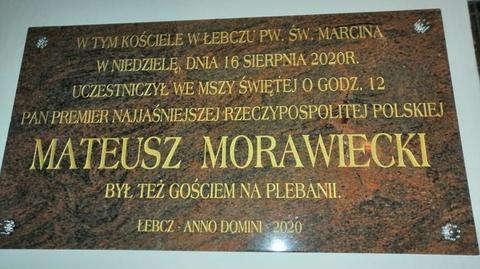 W TYM KOŚCIELE W ŁEBCZU PW. ŚW. MARCINA
W NIEDZIELĘ, DNIA 16 SIERPNIA 2020R.
UCZESTNICZYŁ WE MSZY ŚWIĘTEJ O GODZ. 12
PAN PREMIER NAJJAŚNIEJSZEJ RZECZYPOSPOLITEJ POLSKIEJ
MATEUSZ MORAWIECKI
BYŁ TEŻ GOŚCIEM NA PLEBANII.
ŁEBCZ - ANNO DOMINI - 2020